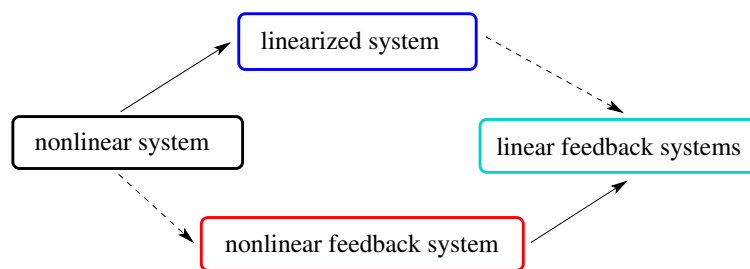 linearized system
nonlinear system
linear feedback systems
nonlinear feedback system